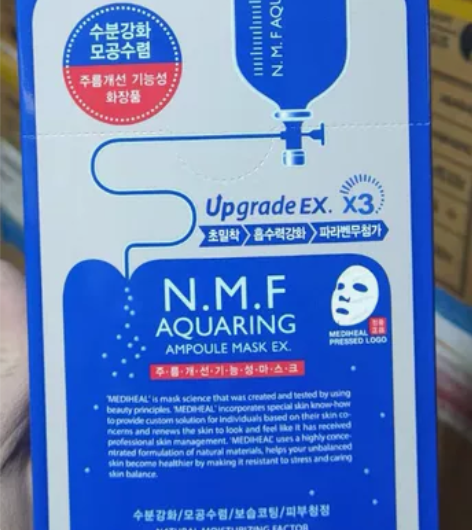 수분강화
모공수렴
주름개선 기능성
화장품
N.M.F AQU
Upgrade EX. X3
초밀착 흡수력강화 파라벤무첨가
N.M.F
AQUARING
AMPOULE MASK EX.
MEDIHEAL
PRESSED LOGO
주·름·개·선·기·능·성·마·스·크
'MEDIHEAL' is mask science that was created and tested by using
beauty principles. 'MEDIHEAL' incorporates special skin know-how
to provide custom solution for individuals based on their skin co-
ncerns and renews the skin to look and feel like it has received
professional skin management. 'MEDIHEAL' uses a highly conce-
ntrated formulation of natural materials, helps your unbalanced
skin become healthier by making it resistant to stress and caring
skin balance.
수분강화/모공수렴/보습코팅/피부청정
NATURAL MOISTURIZING FACTOR